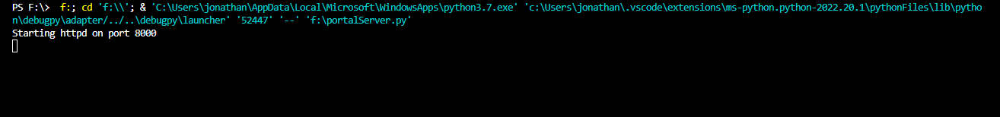 PS F:\>  f:; cd 'f:\\'; & 'C:\Users\jonathan\AppData\Local\Microsoft\WindowsApps\python3.7.exe' 'c:\Users\jonathan\.vscode\extensions\ms-python.python-2022.20.1\pythonFiles\lib\pytho
n\debugpy\adapter/../..\debugpy\launcher' '52447' '--' 'f:\portalServer.py'
Starting httpd on port 8000